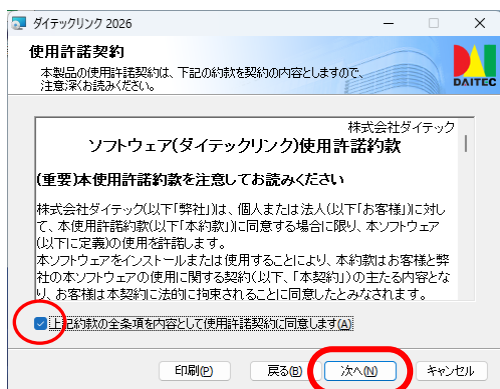 ダイテックリンク 2026
使用許諾契約
本製品の使用許諾契約は、下記の約款を契約の内容としますので、
注意深くお読みください。
DAITEC
株式会社ダイテック
ソフトウェア(ダイテックリンク)使用許諾約款
(重要)本使用許諾約款を注意してお読みください
株式会社ダイテック(以下「弊社」)は、個人または法人(以下「お客様」)に対し
て、本使用許諾約款(以下「本約款」)に同意する場合に限り、本ソフトウェア
(以下に定義)の使用を許諾します。
本ソフトウェアをインストールまたは使用することにより、本約款はお客様と弊
社の本ソフトウェアの使用に関する契約(以下、「本契約」)の主たる内容とな
り、お客様は本契約に法的に拘束されることに同意したとみなされます。
上記約款の全条項を内容として使用許諾契約に同意します(A)
印刷(P) 戻る(B) 次へ(N) キャンセル